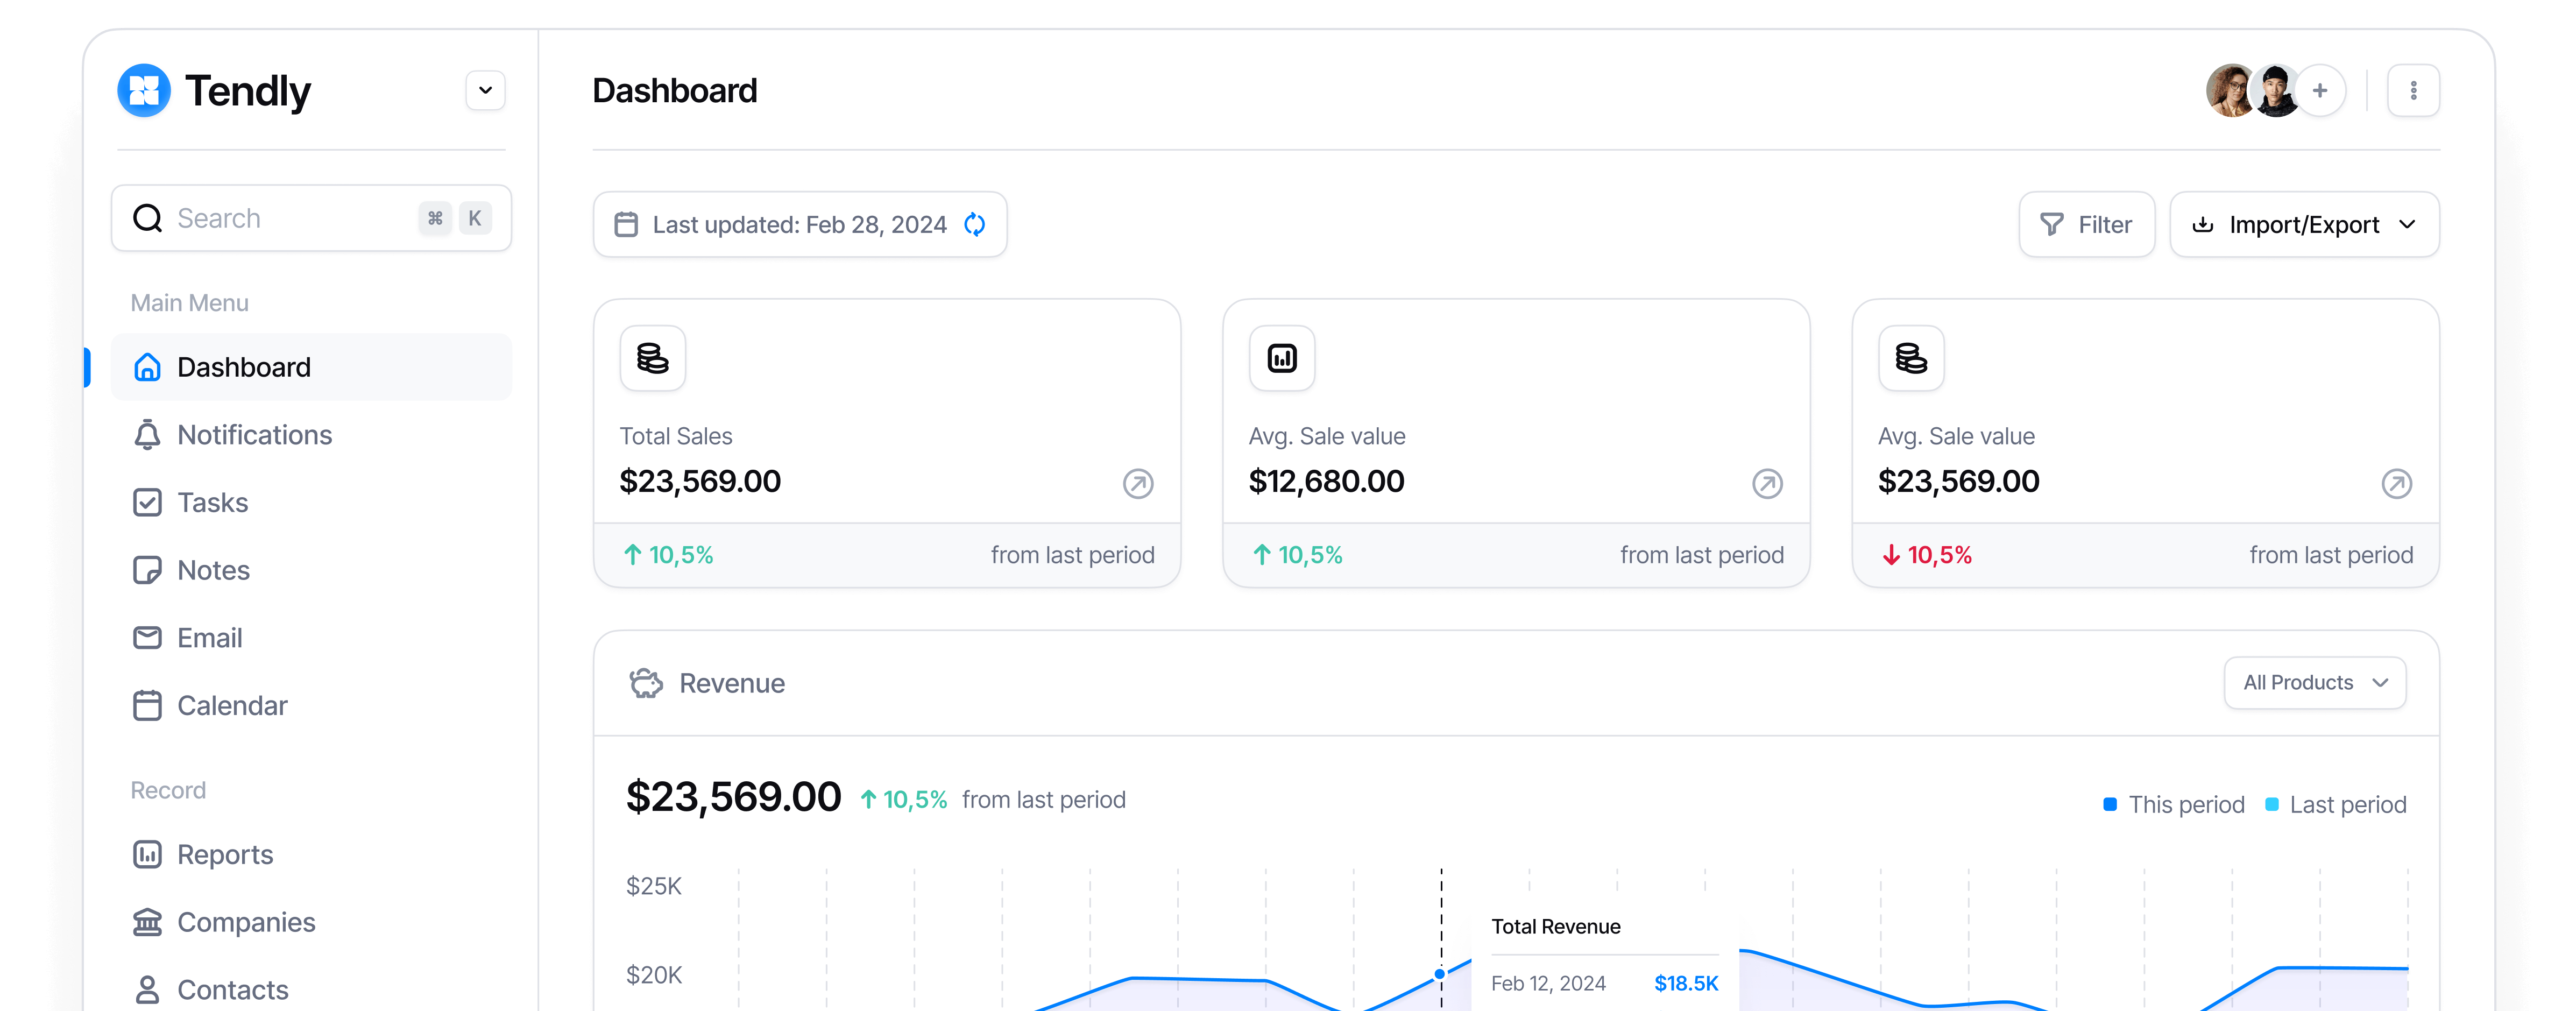 Tendly
Search ⌘ K
Main Menu
Dashboard
Notifications
Tasks
Notes
Email
Calendar
Record
Reports
Companies
Contacts
Dashboard
Last updated: Feb 28, 2024
Filter
Import/Export
Total Sales
$23,569.00
10,5% from last period
Avg. Sale value
$12,680.00
10,5% from last period
Avg. Sale value
$23,569.00
10,5% from last period
Revenue
All Products
$23,569.00 10,5% from last period
This period Last period
$25K
$20K
Total Revenue
Feb 12, 2024 $18.5K